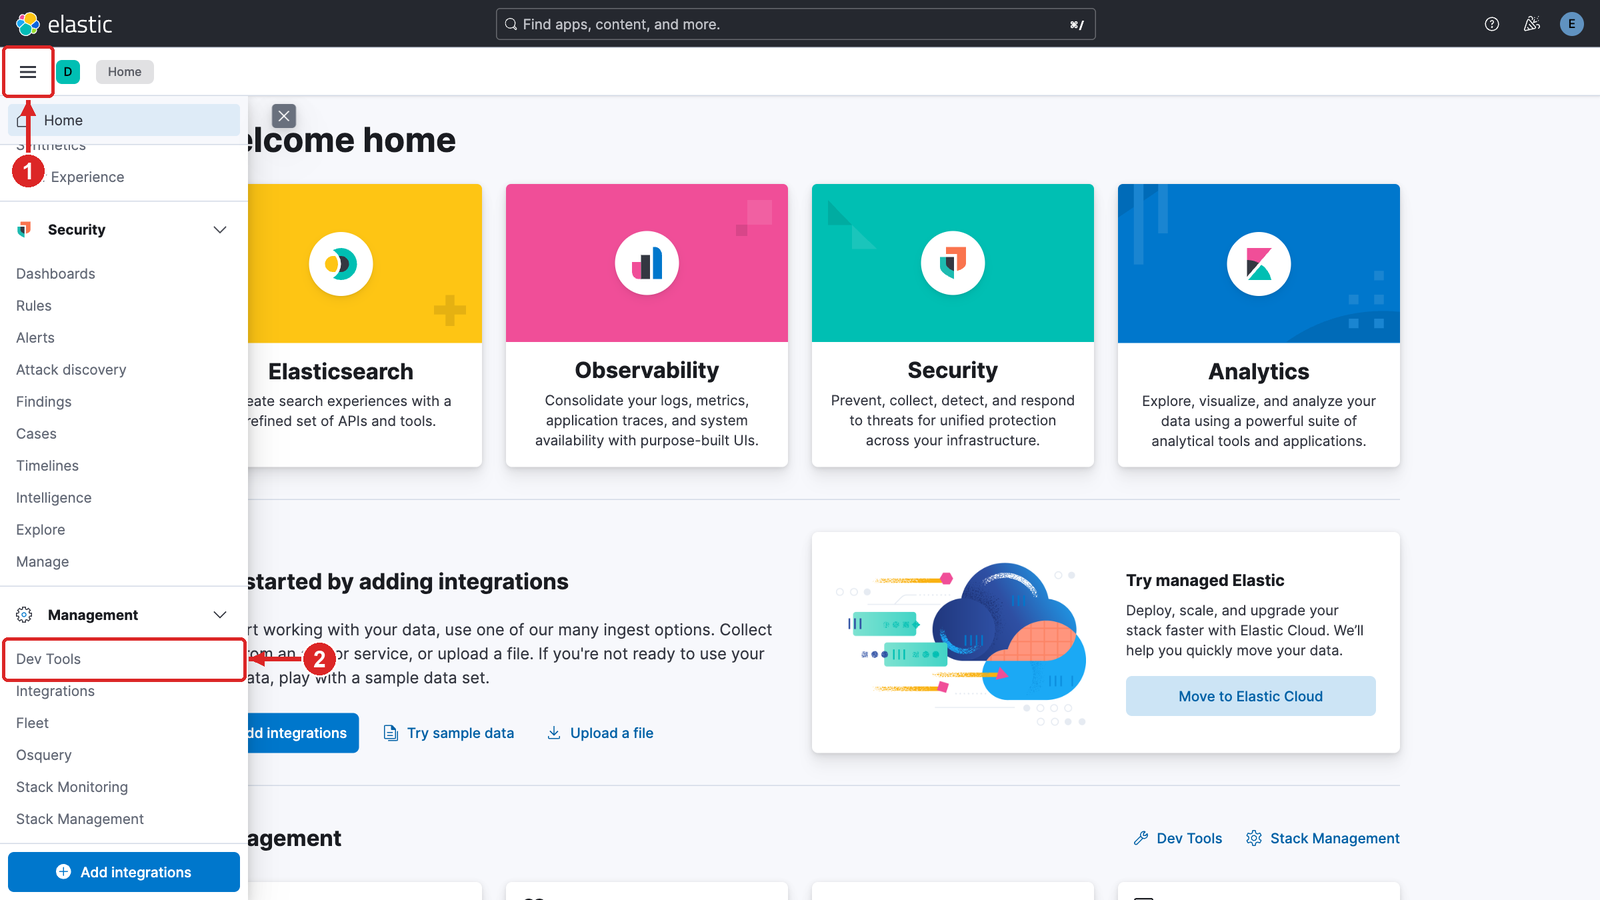 elastic
Find apps, content, and more.
⌘/
E
D
Home
Home
Synthetics
1
Experience
Security
Dashboards
Rules
Alerts
Attack discovery
Findings
Cases
Timelines
Intelligence
Explore
Manage
Management
Dev Tools
2
Integrations
Fleet
Osquery
Stack Monitoring
Stack Management
Add integrations
elcome home
Elasticsearch
eate search experiences with a
refined set of APIs and tools.
Observability
Consolidate your logs, metrics,
application traces, and system
availability with purpose-built UIs.
Security
Prevent, collect, detect, and respond
to threats for unified protection
across your infrastructure.
Analytics
Explore, visualize, and analyze your
data using a powerful suite of
analytical tools and applications.
started by adding integrations
rt working with your data, use one of our many ingest options. Collect
om an or service, or upload a file. If you're not ready to use your
ata, play with a sample data set.
dd integrations
Try sample data
Upload a file
Try managed Elastic
Deploy, scale, and upgrade your
stack faster with Elastic Cloud. We'll
help you quickly move your data.
Move to Elastic Cloud
agement
Dev Tools
Stack Management